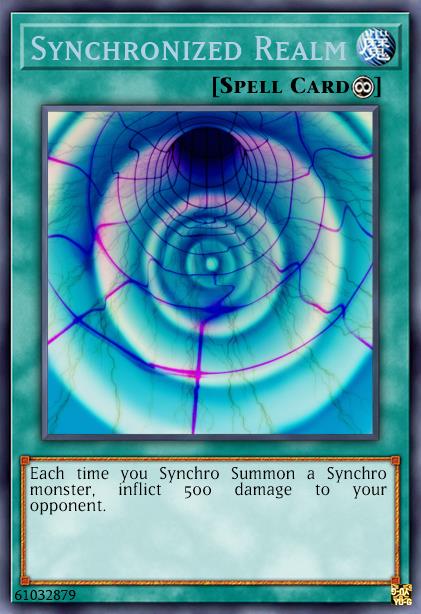 Synchronized Realm
[Spell Card]
Each time you Synchro Summon a Synchro
monster, inflict 500 damage to your
opponent.
61032879